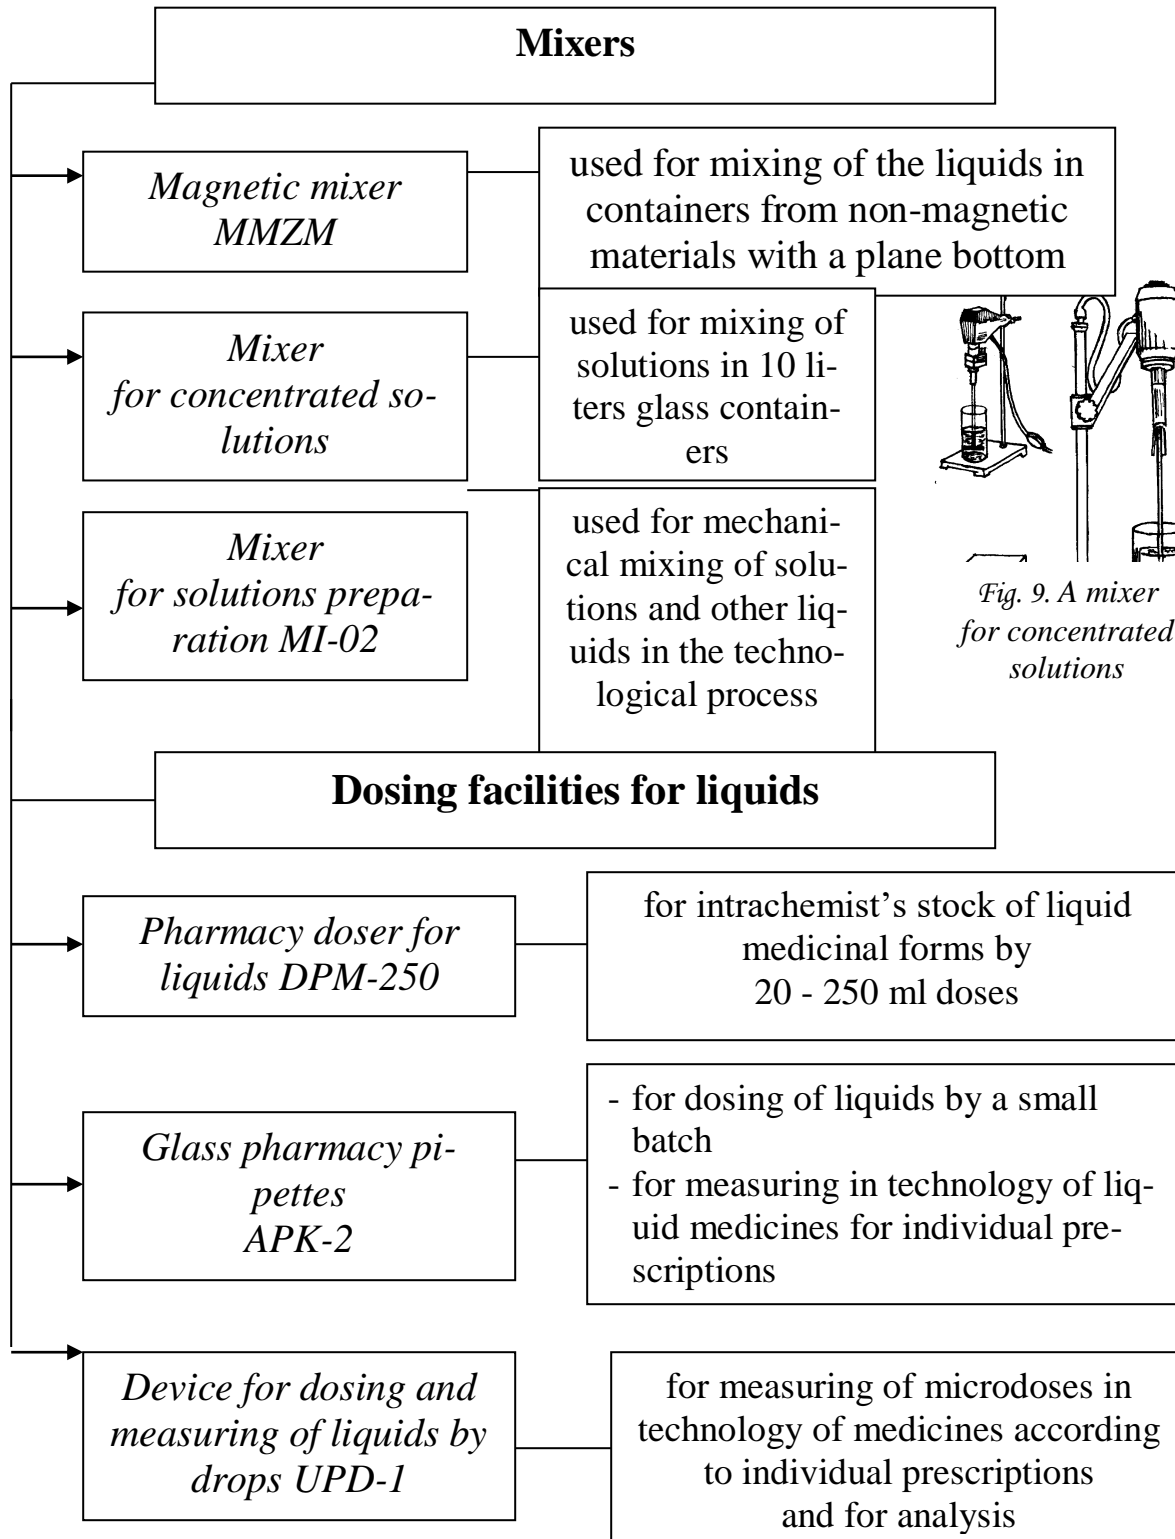 Mixers
Magnetic mixer
MMZM
used for mixing of the liquids in
containers from non-magnetic
materials with a plane bottom
Mixer
for concentrated so-
lutions
used for mixing of
solutions in 10 li-
ters glass contain-
ers
Mixer
for solutions prepa-
ration MI-02
used for mechani-
cal mixing of solu-
tions and other liq-
uids in the techno-
logical process
Fig. 9. A mixer
for concentrated
solutions
Dosing facilities for liquids
Pharmacy doser for
liquids DPM-250
for intrachemist’s stock of liquid
medicinal forms by
20 - 250 ml doses
Glass pharmacy pi-
pettes
APK-2
- for dosing of liquids by a small
batch
- for measuring in technology of liq-
uid medicines for individual pre-
scriptions
Device for dosing and
measuring of liquids by
drops UPD-1
for measuring of microdoses in
technology of medicines according
to individual prescriptions
and for analysis